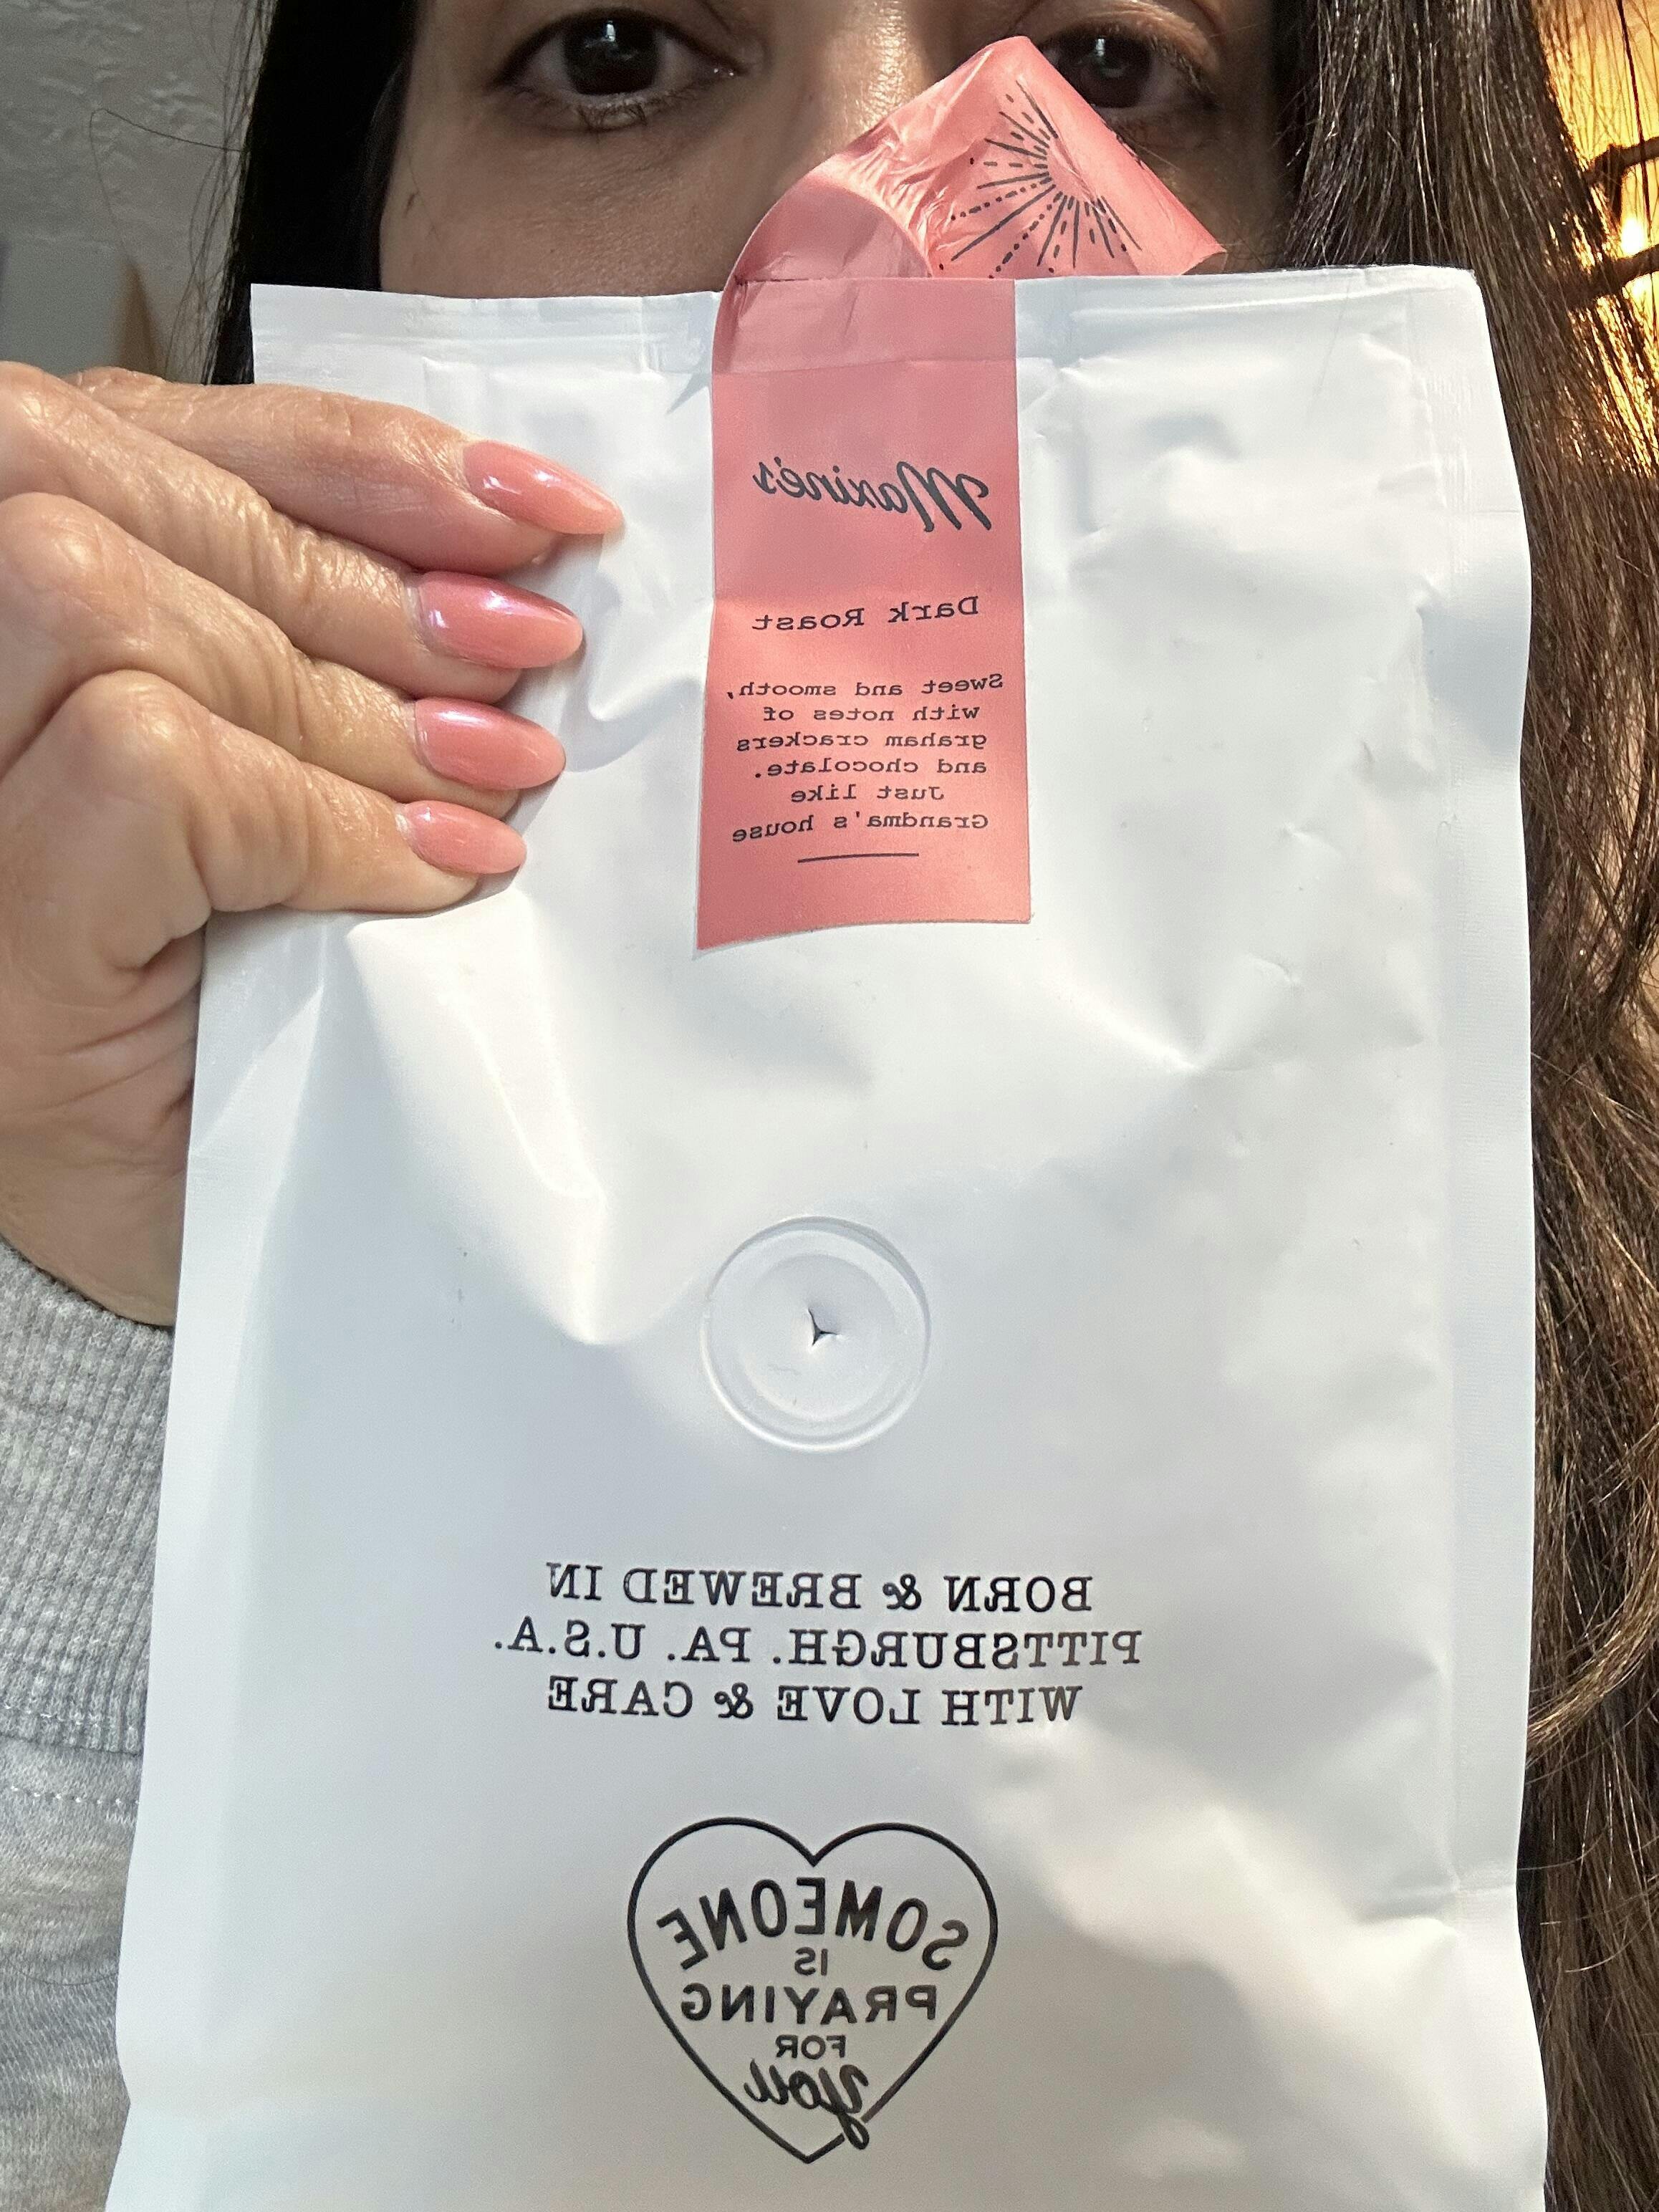 Maxine's
Dark Roast
Sweet and smooth,
with notes of
graham crackers
and chocolate.
Just like
Grandma's house
BORN & BREWED IN
PITTSBURGH. PA. U.S.A.
WITH LOVE & CARE
SOMEONE
IS
PRAYING
FOR
you